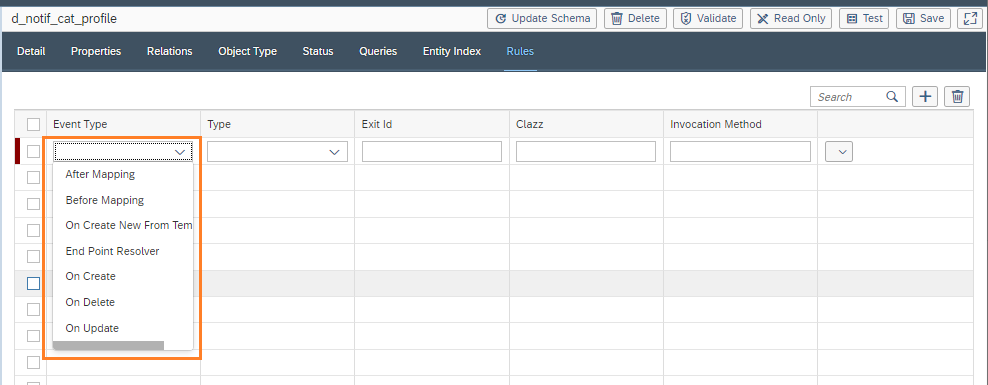 d_notif_cat_profile
Update Schema Delete Validate Read Only Test Save
Detail Properties Relations Object Type Status Queries Entity Index Rules
Search
Event Type Type Exit Id Clazz Invocation Method
After Mapping
Before Mapping
On Create New From Tem
End Point Resolver
On Create
On Delete
On Update